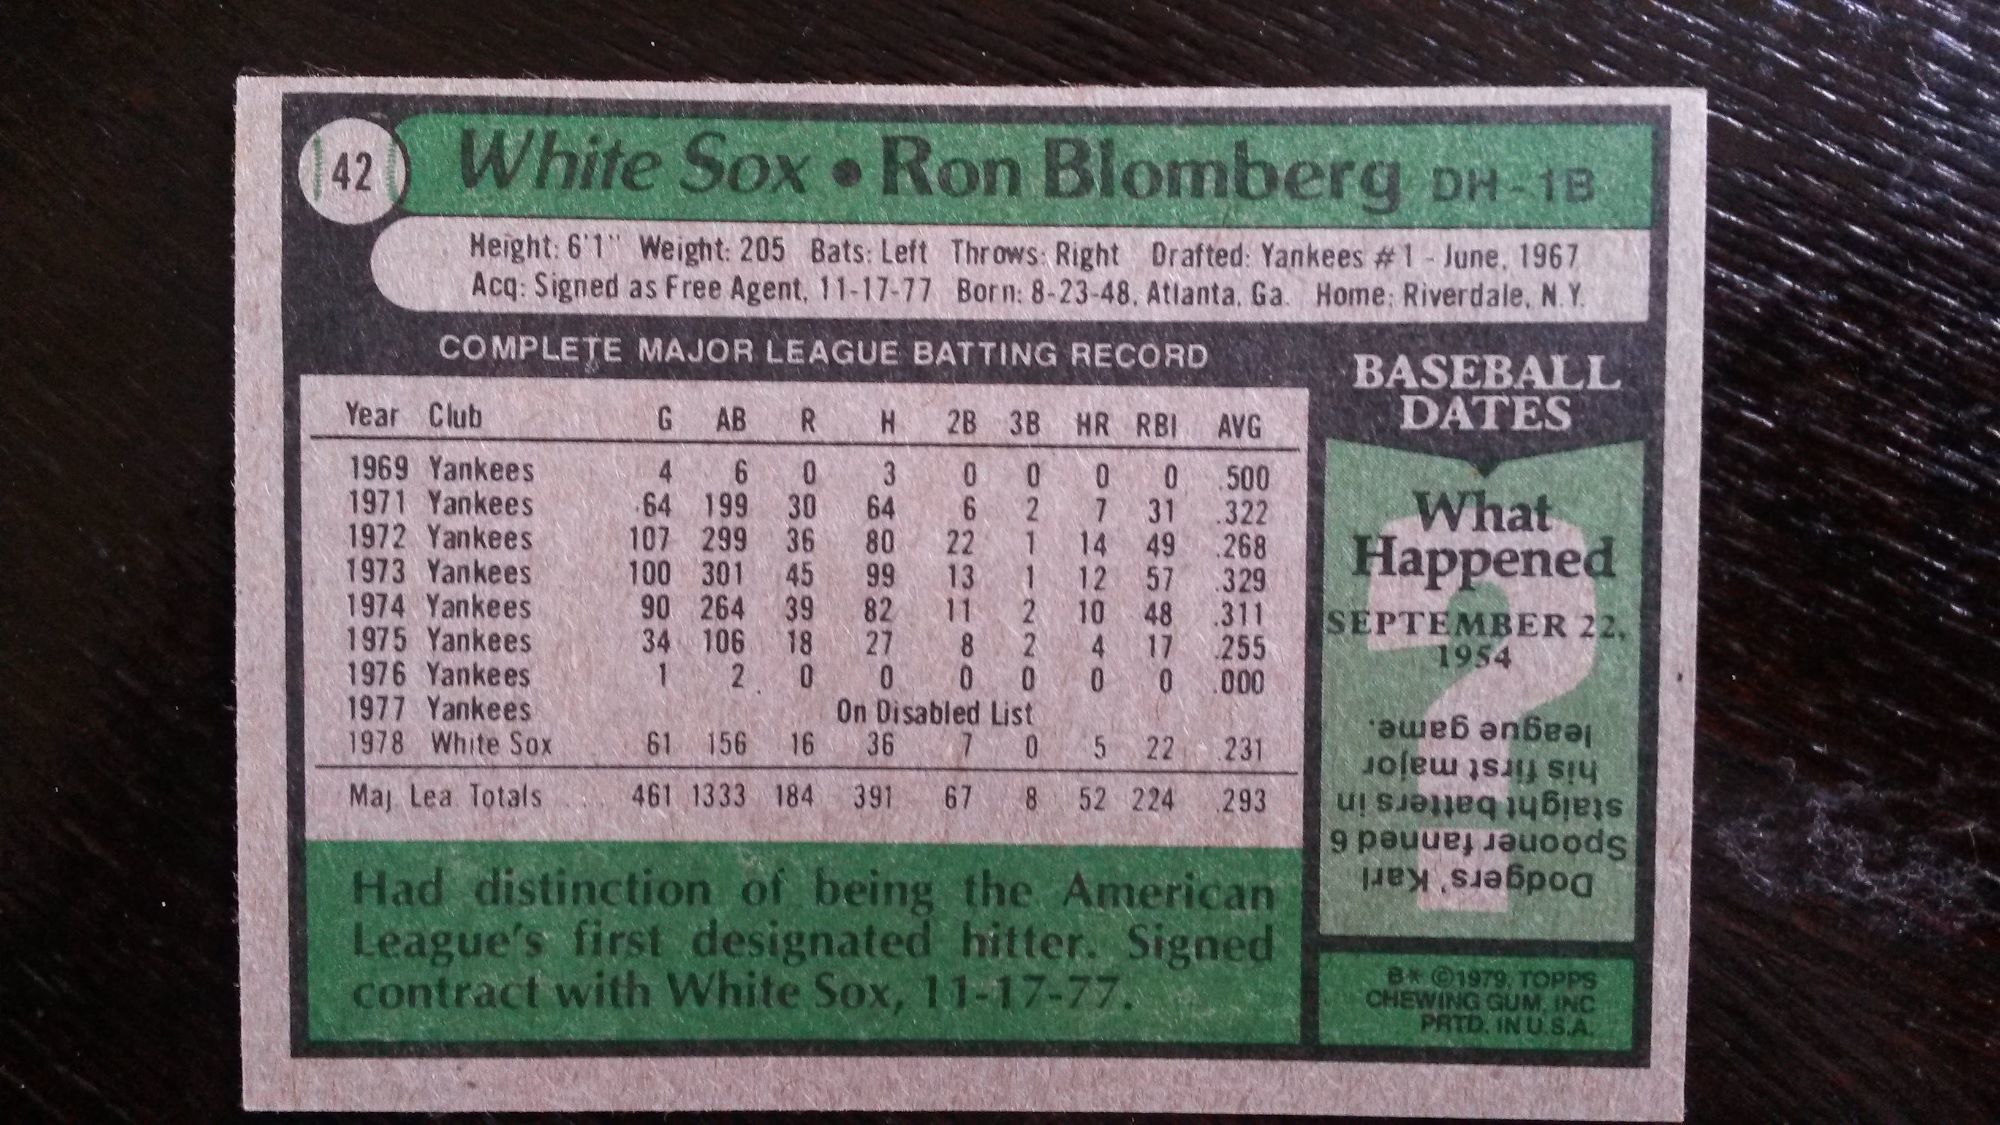 42
White Sox • Ron Blomberg DH-1B
Height: 6'1" Weight: 205 Bats: Left Throws: Right Drafted: Yankees #1 - June, 1967
Acq: Signed as Free Agent, 11-17-77 Born: 8-23-48, Atlanta, Ga. Home: Riverdale, N.Y.
COMPLETE MAJOR LEAGUE BATTING RECORD
Year Club G AB R H 2B 3B HR RBI AVG
1969 Yankees 4 6 0 3 0 0 0 0 .500
1971 Yankees 64 199 30 64 6 2 7 31 .322
1972 Yankees 107 299 36 80 22 1 14 49 .268
1973 Yankees 100 301 45 99 13 1 12 57 .329
1974 Yankees 90 264 39 82 11 2 10 48 .311
1975 Yankees 34 106 18 27 8 2 4 17 .255
1976 Yankees 1 2 0 0 0 0 0 0 .000
1977 Yankees On Disabled List
1978 White Sox 61 156 16 36 7 0 5 22 .231
Maj. Lea. Totals 461 1333 184 391 67 8 52 224 .293
Had distinction of being the American
League's first designated hitter. Signed
contract with White Sox, 11-17-77.
BASEBALL
DATES
What
Happened
SEPTEMBER 22,
1954
Dodgers' Karl
Spooner fanned 6
staight batters in
his first major
league game.
B* ©1979 TOPPS
CHEWING GUM, INC
PRTD. IN U.S.A.